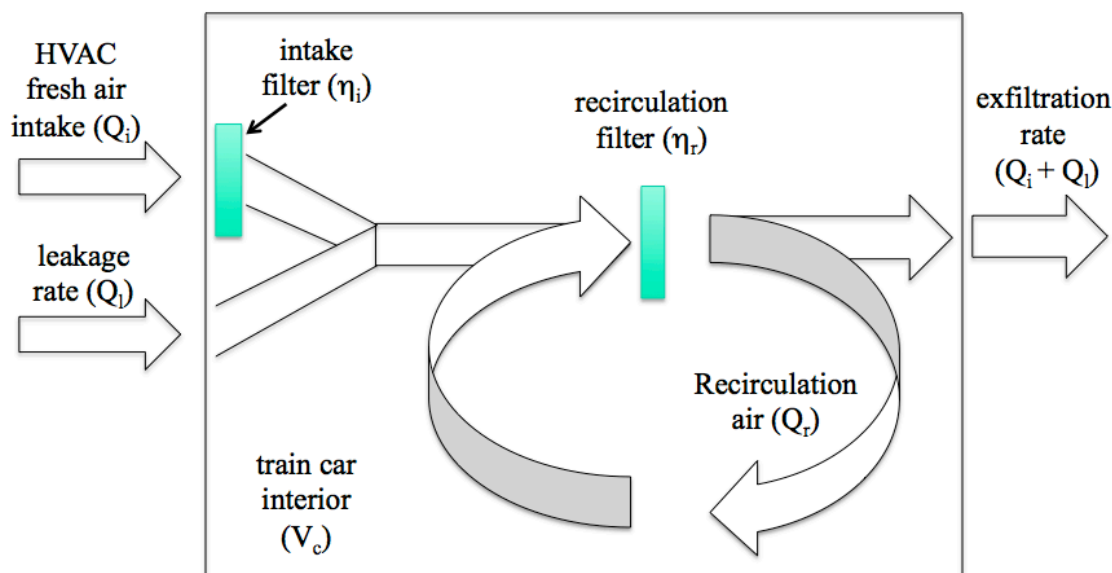 HVAC
fresh air
intake (Qᵢ)
intake
filter (ηᵢ)
recirculation
filter (ηᵣ)
exfiltration
rate
(Qᵢ + Qₗ)
leakage
rate (Qₗ)
Recirculation
air (Qᵣ)
train car
interior
(V꜀)